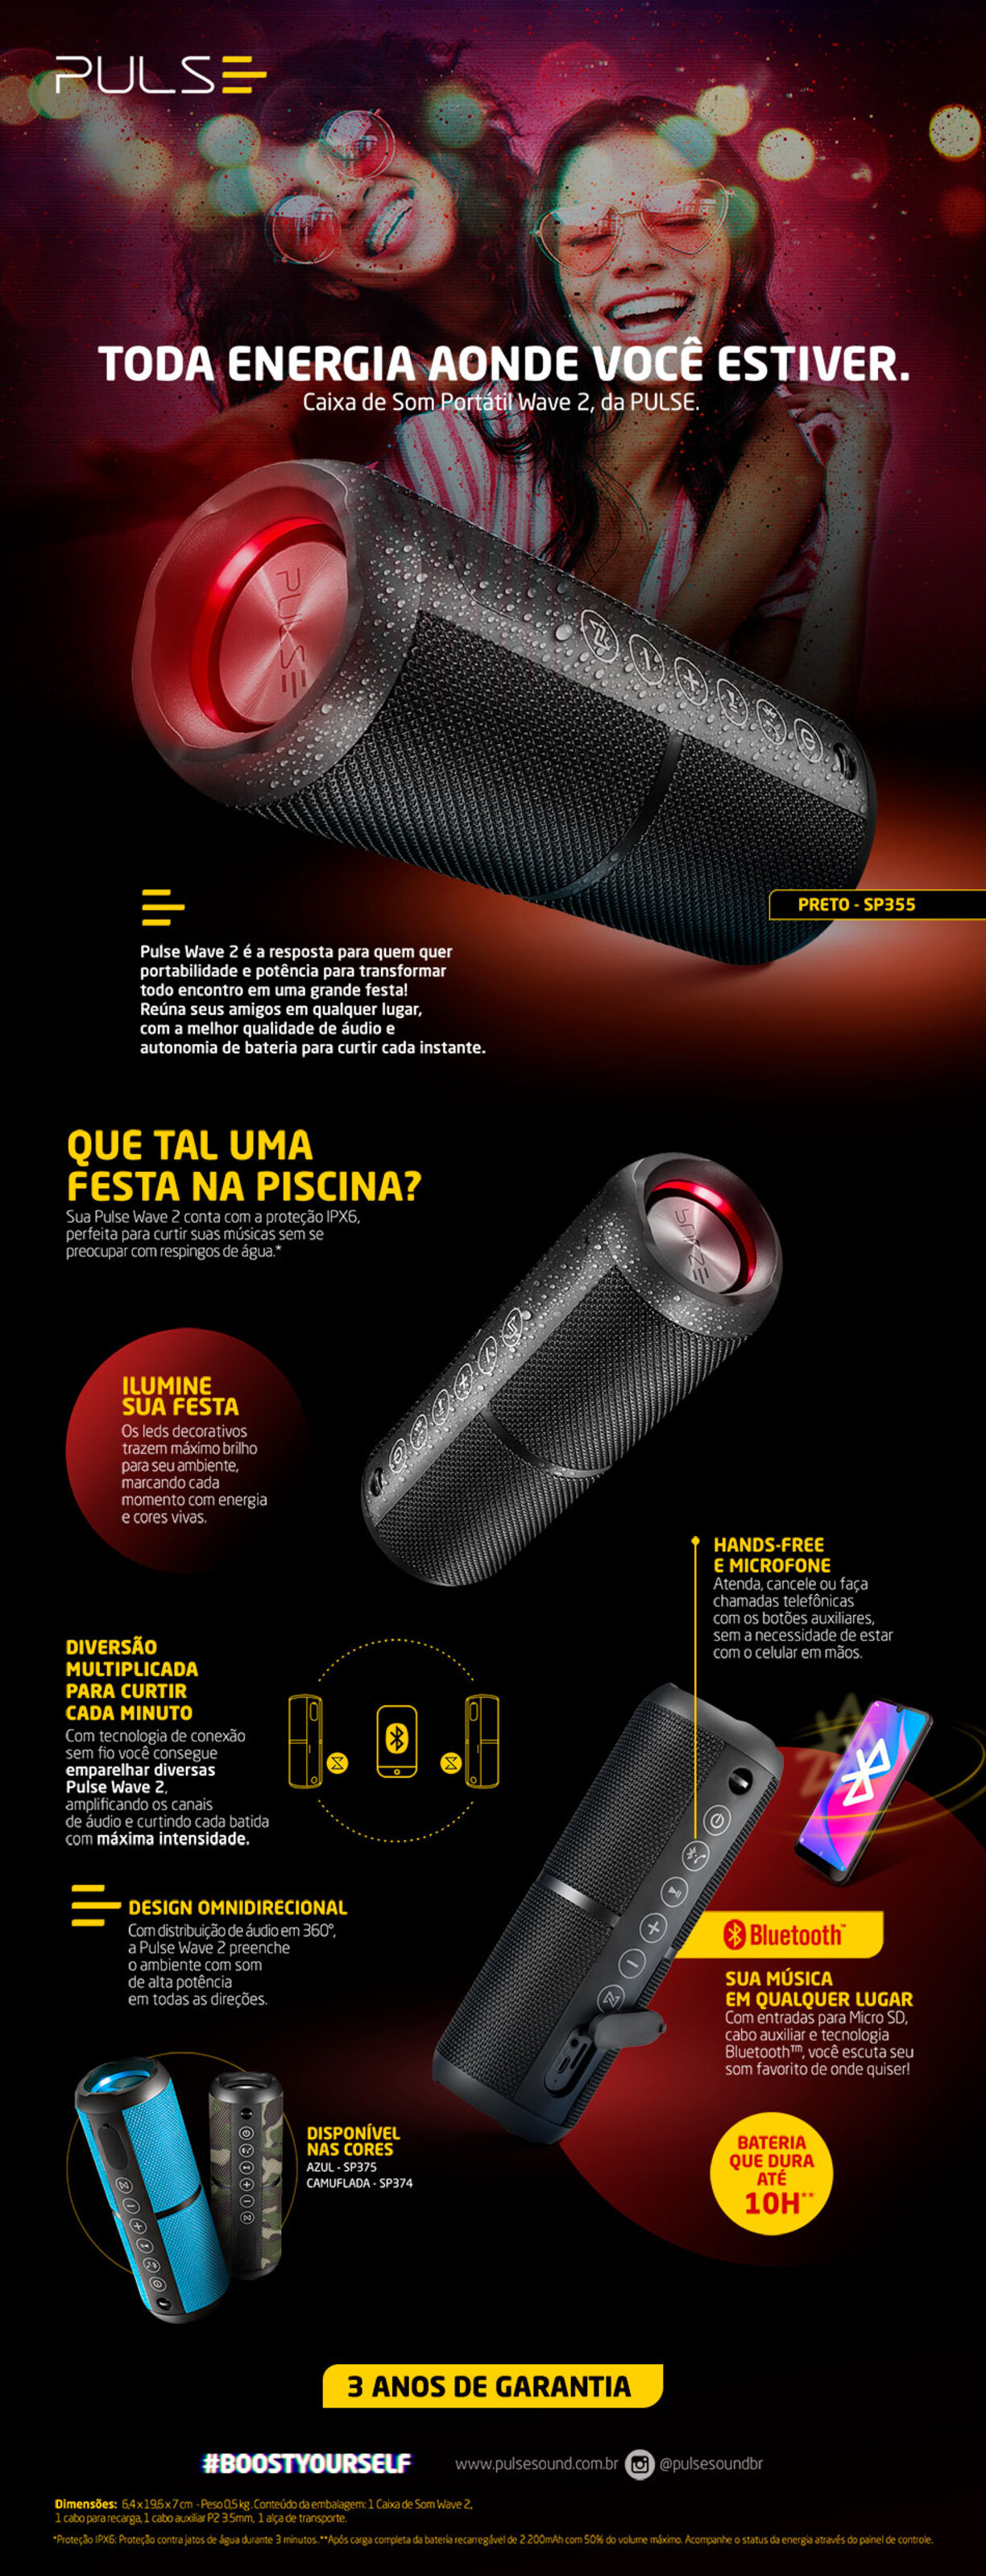 PULSE
TODA ENERGIA AONDE VOCÊ ESTIVER.
Caixa de Som Portátil Wave 2, da PULSE.
PULSE
PRETO - SP355
Pulse Wave 2 é a resposta para quem quer
portabilidade e potência para transformar
todo encontro em uma grande festa!
Reúna seus amigos em qualquer lugar,
com a melhor qualidade de áudio e
autonomia de bateria para curtir cada instante.
QUE TAL UMA
FESTA NA PISCINA?
Sua Pulse Wave 2 conta com a proteção IPX6,
perfeita para curtir suas músicas sem se
preocupar com respingos de água.*
PULSE
ILUMINE
SUA FESTA
Os leds decorativos
trazem máximo brilho
para seu ambiente,
marcando cada
momento com energia
e cores vivas.
HANDS-FREE
E MICROFONE
Atenda, cancele ou faça
chamadas telefônicas
com os botões auxiliares,
sem a necessidade de estar
com o celular em mãos.
DIVERSÃO
MULTIPLICADA
PARA CURTIR
CADA MINUTO
Com tecnologia de conexão
sem fio você consegue
emparelhar diversas
Pulse Wave 2,
amplificando os canais
de áudio e curtindo cada batida
com máxima intensidade.
DESIGN OMNIDIRECIONAL
Com distribuição de áudio em 360°,
a Pulse Wave 2 preenche
o ambiente com som
de alta potência
em todas as direções.
Bluetooth™
SUA MÚSICA
EM QUALQUER LUGAR
Com entradas para Micro SD,
cabo auxiliar e tecnologia
Bluetooth™, você escuta seu
som favorito de onde quiser!
DISPONÍVEL
NAS CORES
AZUL - SP375
CAMUFLADA - SP374
BATERIA
QUE DURA
ATÉ
10H**
3 ANOS DE GARANTIA
#BOOSTYOURSELF
www.pulsesound.com.br @pulsesoundbr
Dimensões: 6,4 x 19,6 x 7 cm - Peso 0,5 kg. Conteúdo da embalagem: 1 Caixa de Som Wave 2,
1 cabo para recarga, 1 cabo auxiliar P2 3.5mm, 1 alça de transporte.
*Proteção IPX6: Proteção contra jatos de água durante 3 minutos. **Após carga completa da bateria recarregável de 2.200mAh com 50% do volume máximo. Acompanhe o status da energia através do painel de controle.